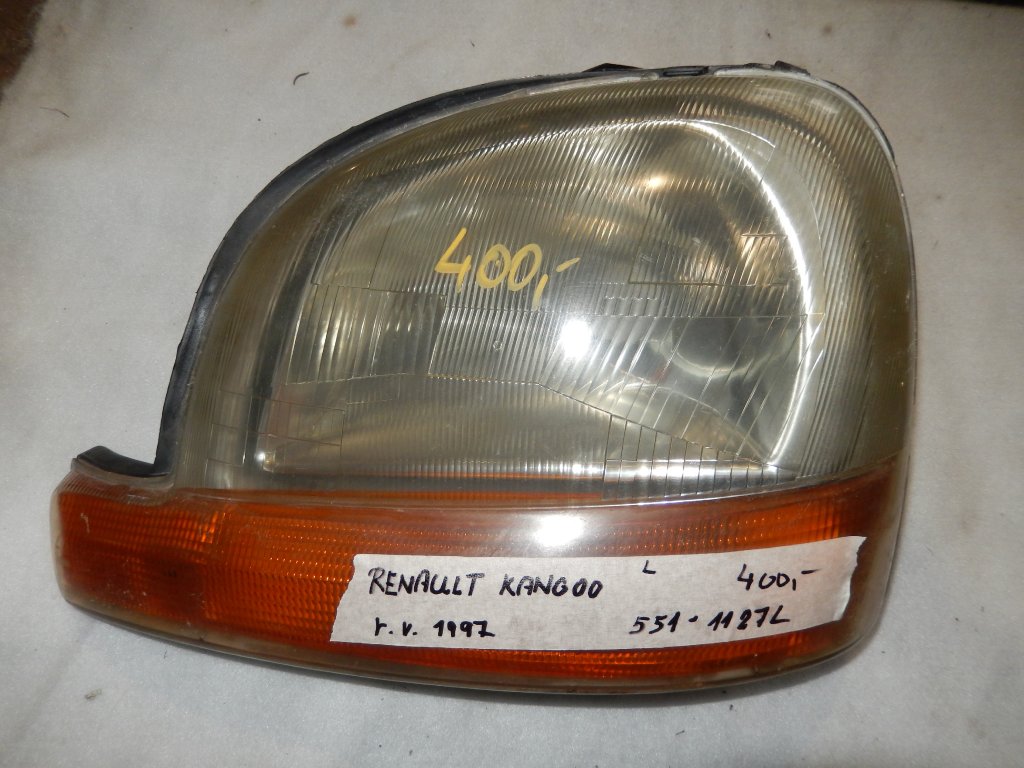 400,-
RENAULT KANGOO L 400,-
r.v. 1997 551-1127L